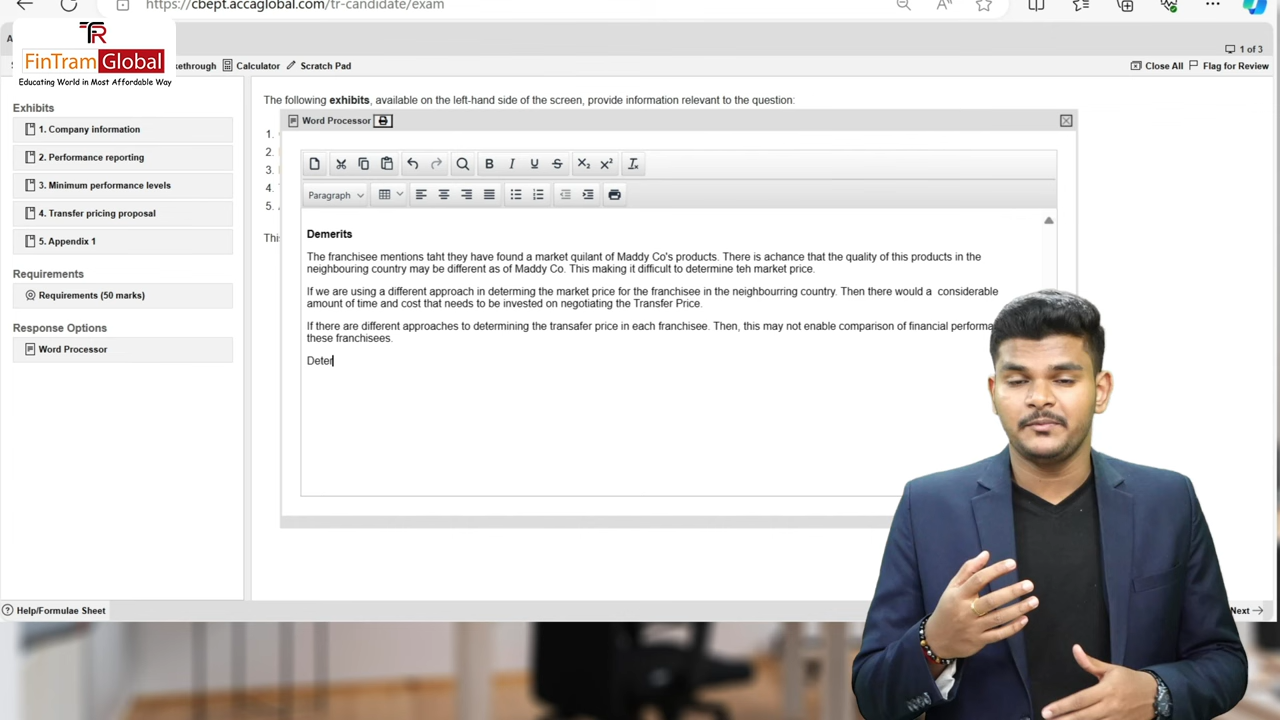 https://cbept.accaglobal.com/tr-candidate/exam
FinTram Global
Educating World in Most Affordable Way
1 of 3
Calculator
Scratch Pad
Close All
Flag for Review
Exhibits
1. Company information
2. Performance reporting
3. Minimum performance levels
4. Transfer pricing proposal
5. Appendix 1
Requirements
Requirements (50 marks)
Response Options
Word Processor
The following exhibits, available on the left-hand side of the screen, provide information relevant to the question:
1.
2.
3.
4.
5.
Word Processor
Paragraph
Demerits
The franchisee mentions taht they have found a market quilant of Maddy Co's products. There is achance that the quality of this products in the
neighbouring country may be different as of Maddy Co. This making it difficult to determine teh market price.
If we are using a different approach in determing the market price for the franchisee in the neighbourring country. Then there would a considerable
amount of time and cost that needs to be invested on negotiating the Transfer Price.
If there are different approaches to determining the transafer price in each franchisee. Then, this may not enable comparison of financial performa
these franchisees.
Deter
Help/Formulae Sheet
Next